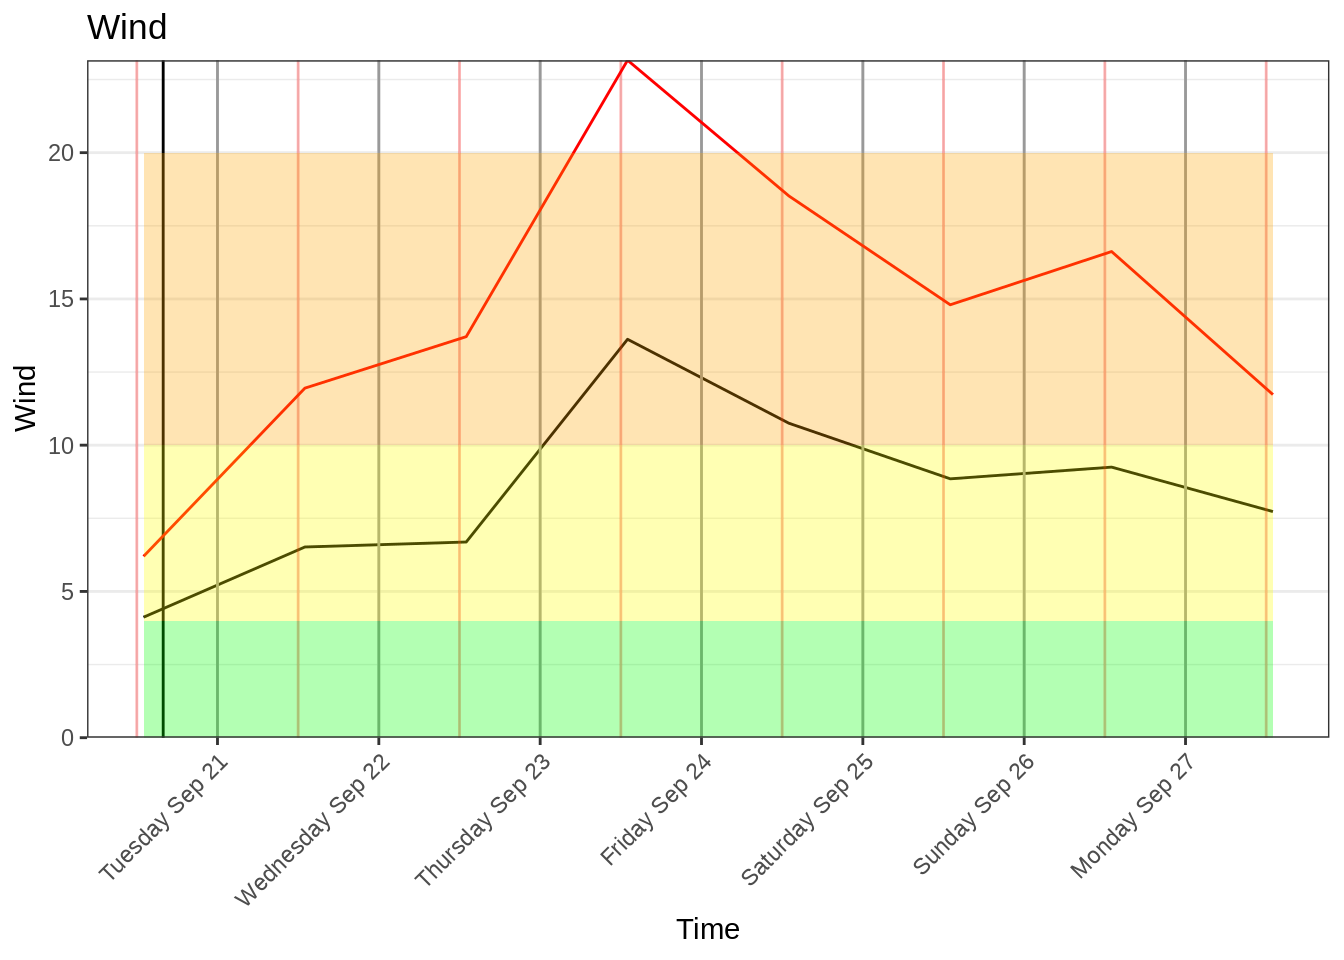 Wind
20
15
10
5
0
Wind
Tuesday Sep 21
Wednesday Sep 22
Thursday Sep 23
Friday Sep 24
Saturday Sep 25
Sunday Sep 26
Monday Sep 27
Time